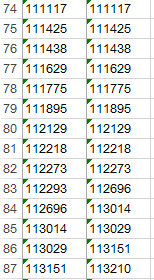 74 111117 111117
75 111425 111425
76 111438 111438
77 111629 111629
78 111775 111775
79 111895 111895
80 112129 112129
81 112218 112218
82 112273 112273
83 112293 112696
84 112696 113014
85 113014 113029
86 113029 113151
87 113151 113210